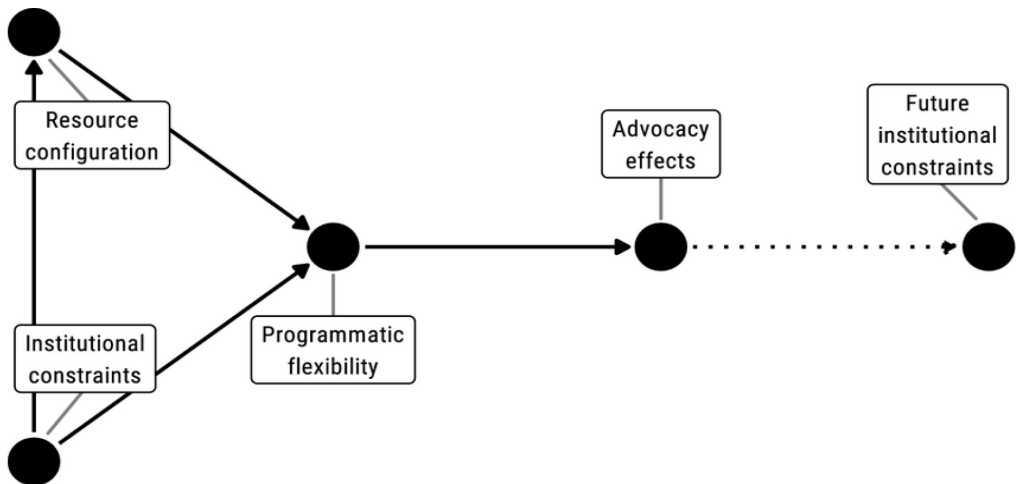 Resource
configuration
Institutional
constraints
Programmatic
flexibility
Advocacy
effects
Future
institutional
constraints